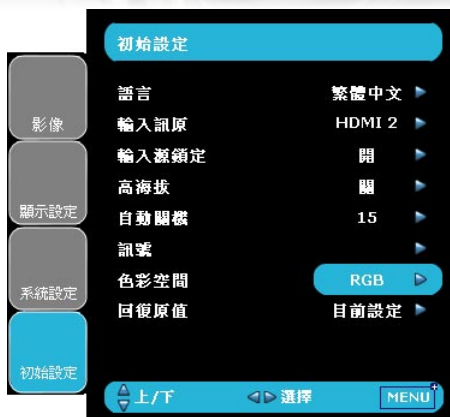 初始設定
語言 繁體中文
輸入訊原 HDMI 2
輸入源鎖定 開
高海拔 關
自動關機 15
訊號
色彩空間 RGB
回復原值 目前設定
影像
顯示設定
系統設定
初始設定
上/下 選擇 MENU